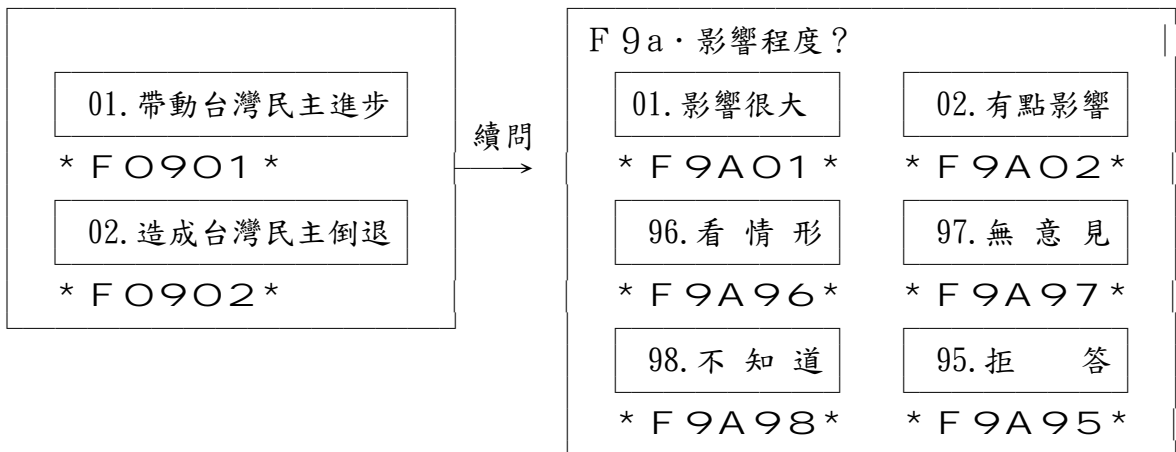 F9a.影響程度？
01.帶動台灣民主進步
*F0901*
02.造成台灣民主倒退
*F0902*
續問
01.影響很大
02.有點影響
*F9A01*
*F9A02*
96.看情形
97.無意見
*F9A96*
*F9A97*
98.不知道
95.拒答
*F9A98*
*F9A95*